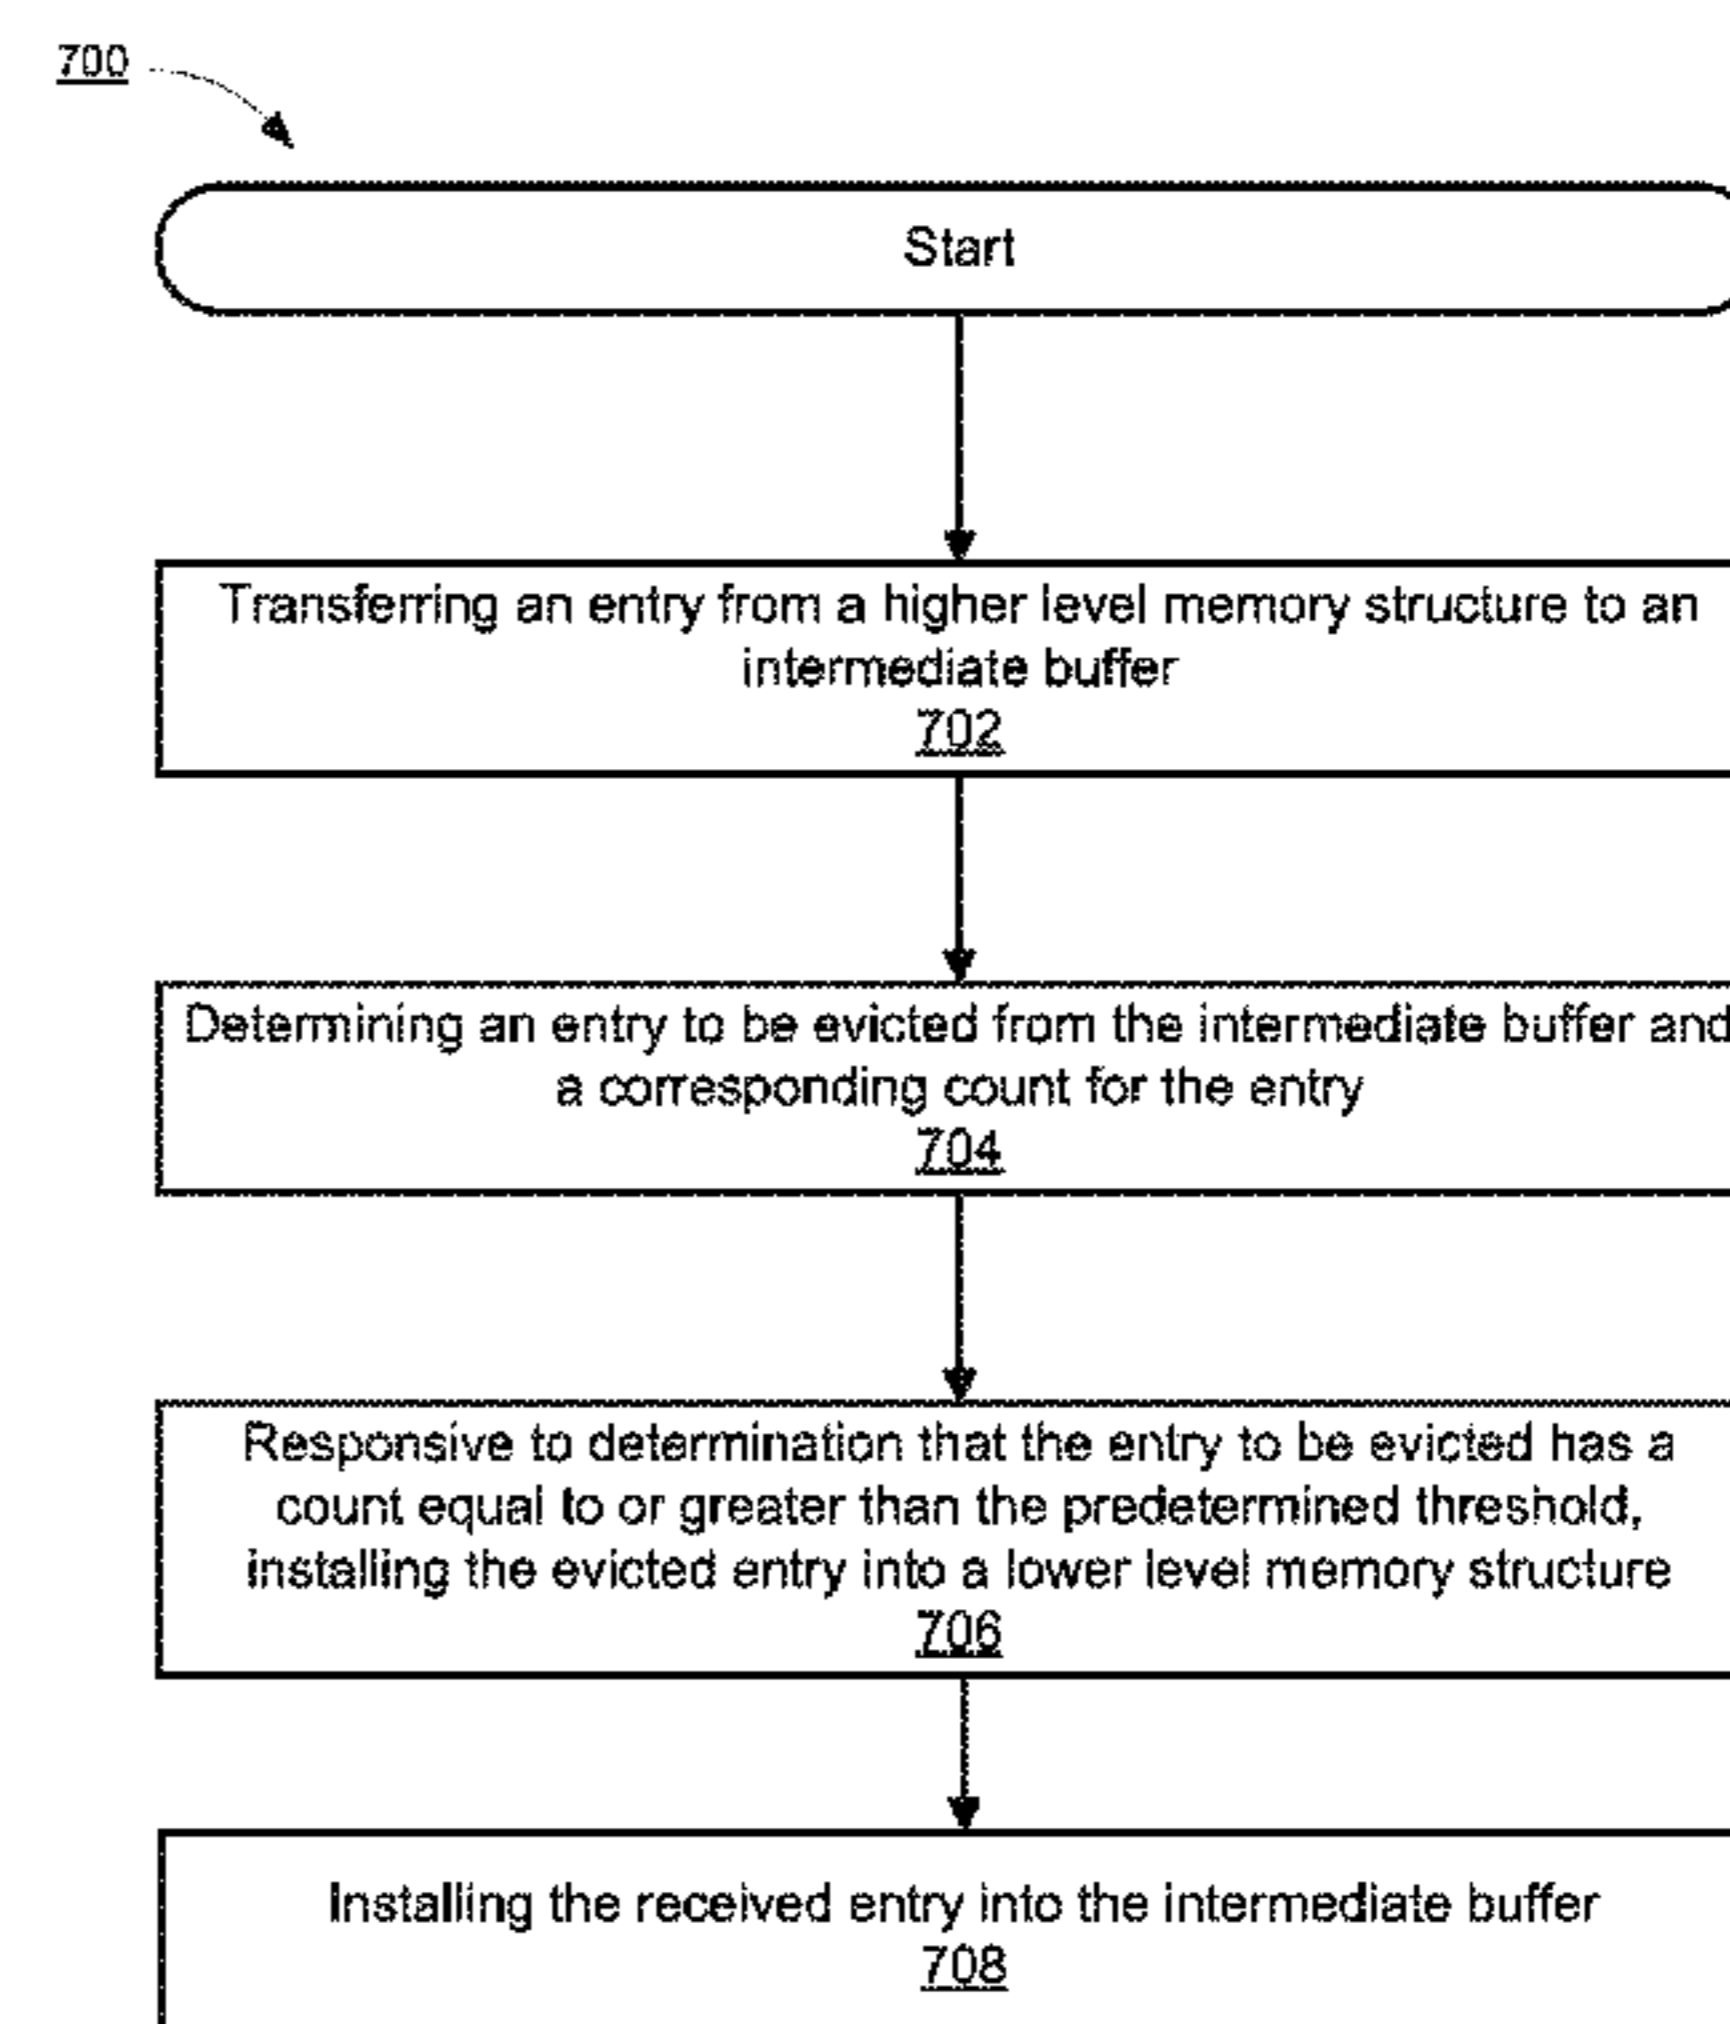 700
Start
Transferring an entry from a higher level memory structure to an
intermediate buffer
702
Determining an entry to be evicted from the intermediate buffer and
a corresponding count for the entry
704
Responsive to determination that the entry to be evicted has a
count equal to or greater than the predetermined threshold,
installing the evicted entry into a lower level memory structure
706
Installing the received entry into the intermediate buffer
708